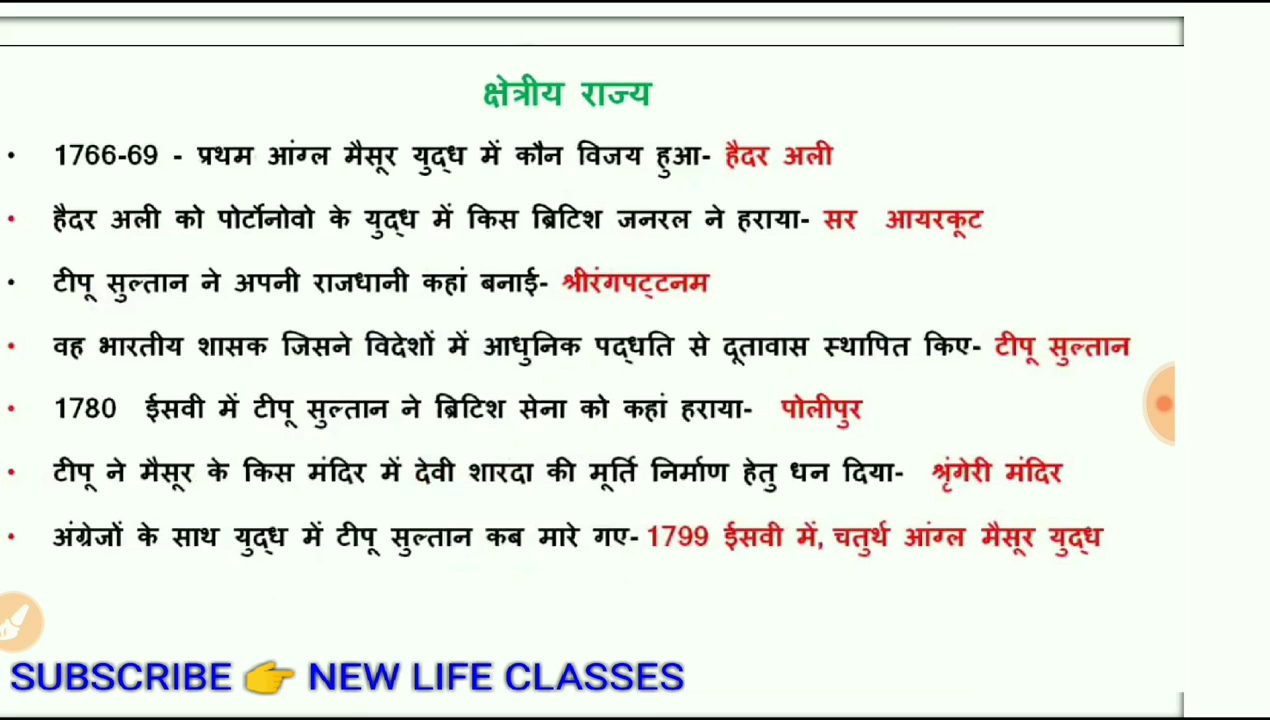 क्षेत्रीय राज्य
• 1766-69 - प्रथम आंग्ल मैसूर युद्ध में कौन विजय हुआ- हैदर अली
• हैदर अली को पोर्टोनोवो के युद्ध में किस ब्रिटिश जनरल ने हराया- सर आयरकूट
• टीपू सुल्तान ने अपनी राजधानी कहां बनाई- श्रीरंगपट्टनम
• वह भारतीय शासक जिसने विदेशों में आधुनिक पद्धति से दूतावास स्थापित किए- टीपू सुल्तान
• 1780 ईसवी में टीपू सुल्तान ने ब्रिटिश सेना को कहां हराया- पोलीपुर
• टीपू ने मैसूर के किस मंदिर में देवी शारदा की मूर्ति निर्माण हेतु धन दिया- श्रृंगेरी मंदिर
• अंग्रेजों के साथ युद्ध में टीपू सुल्तान कब मारे गए- 1799 ईसवी में, चतुर्थ आंग्ल मैसूर युद्ध
SUBSCRIBE 👉 NEW LIFE CLASSES